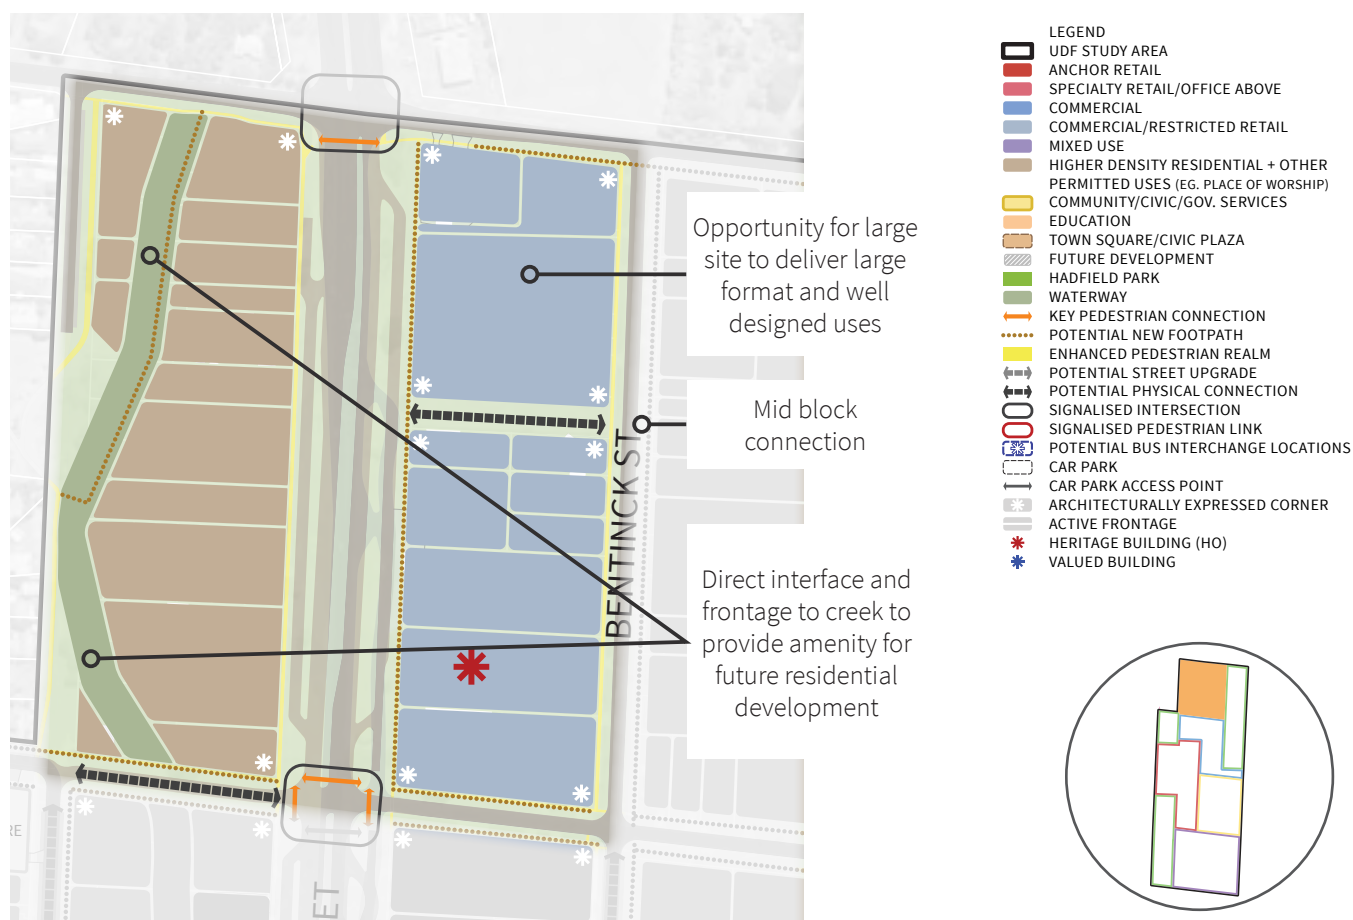 Opportunity for large
site to deliver large
format and well
designed uses
Mid block
connection
BENTINCK ST
Direct interface and
frontage to creek to
provide amenity for
future residential
development
RE
ET
LEGEND
UDF STUDY AREA
ANCHOR RETAIL
SPECIALTY RETAIL/OFFICE ABOVE
COMMERCIAL
COMMERCIAL/RESTRICTED RETAIL
MIXED USE
HIGHER DENSITY RESIDENTIAL + OTHER
PERMITTED USES (EG. PLACE OF WORSHIP)
COMMUNITY/CIVIC/GOV. SERVICES
EDUCATION
TOWN SQUARE/CIVIC PLAZA
FUTURE DEVELOPMENT
HADFIELD PARK
WATERWAY
KEY PEDESTRIAN CONNECTION
POTENTIAL NEW FOOTPATH
ENHANCED PEDESTRIAN REALM
POTENTIAL STREET UPGRADE
POTENTIAL PHYSICAL CONNECTION
SIGNALISED INTERSECTION
SIGNALISED PEDESTRIAN LINK
POTENTIAL BUS INTERCHANGE LOCATIONS
CAR PARK
CAR PARK ACCESS POINT
ARCHITECTURALLY EXPRESSED CORNER
ACTIVE FRONTAGE
HERITAGE BUILDING (HO)
VALUED BUILDING